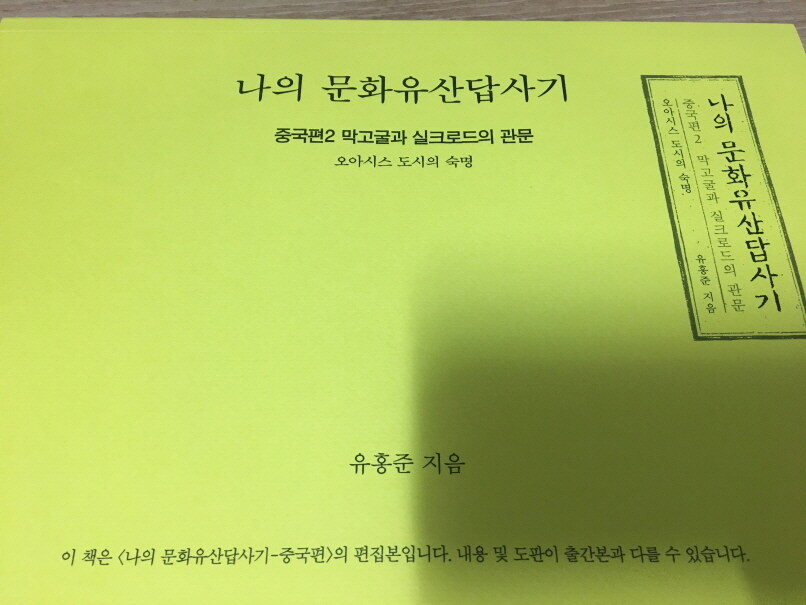 나의 문화유산답사기
중국편2 막고굴과 실크로드의 관문
오아시스 도시의 숙명
나의 문화유산답사기
중국편2 막고굴과 실크로드의 관문
오아시스 도시의 숙명
유홍준 지음
유홍준 지음
이 책은 〈나의 문화유산답사기-중국편〉의 편집본입니다. 내용 및 도판이 출간본과 다를 수 있습니다.